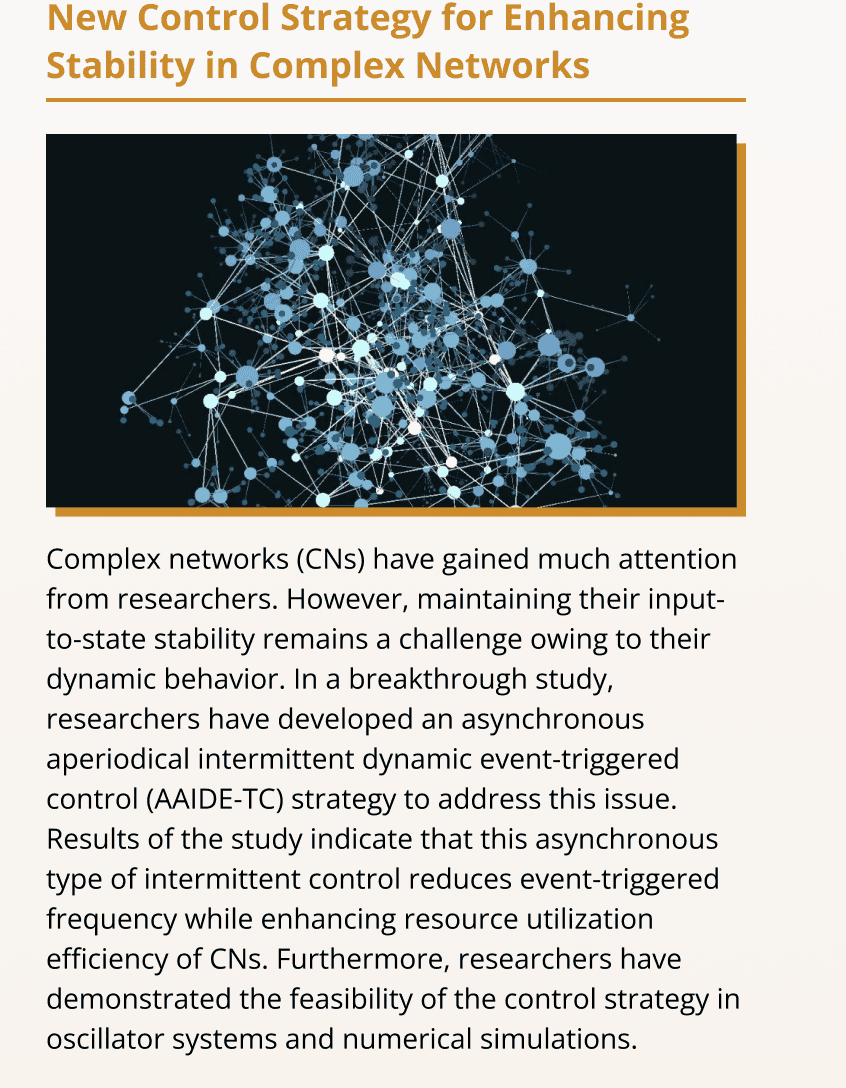 New Control Strategy for Enhancing
Stability in Complex Networks
Complex networks (CNs) have gained much attention
from researchers. However, maintaining their input-
to-state stability remains a challenge owing to their
dynamic behavior. In a breakthrough study,
researchers have developed an asynchronous
aperiodical intermittent dynamic event-triggered
control (AAIDE-TC) strategy to address this issue.
Results of the study indicate that this asynchronous
type of intermittent control reduces event-triggered
frequency while enhancing resource utilization
efficiency of CNs. Furthermore, researchers have
demonstrated the feasibility of the control strategy in
oscillator systems and numerical simulations.